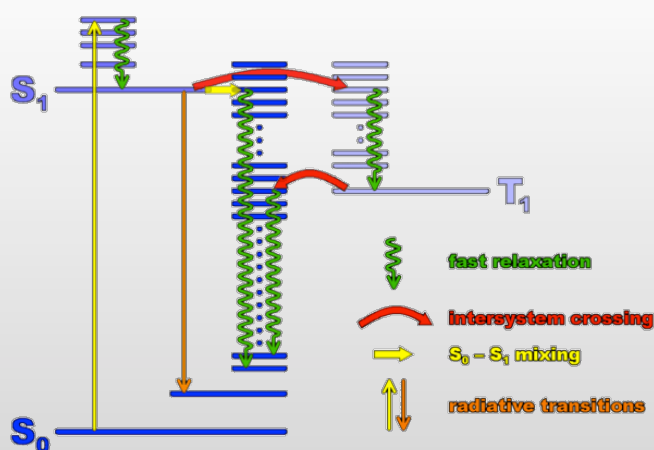 S₁
T₁
fast relaxation
intersystem crossing
S₀ – S₁ mixing
radiative transitions
S₀